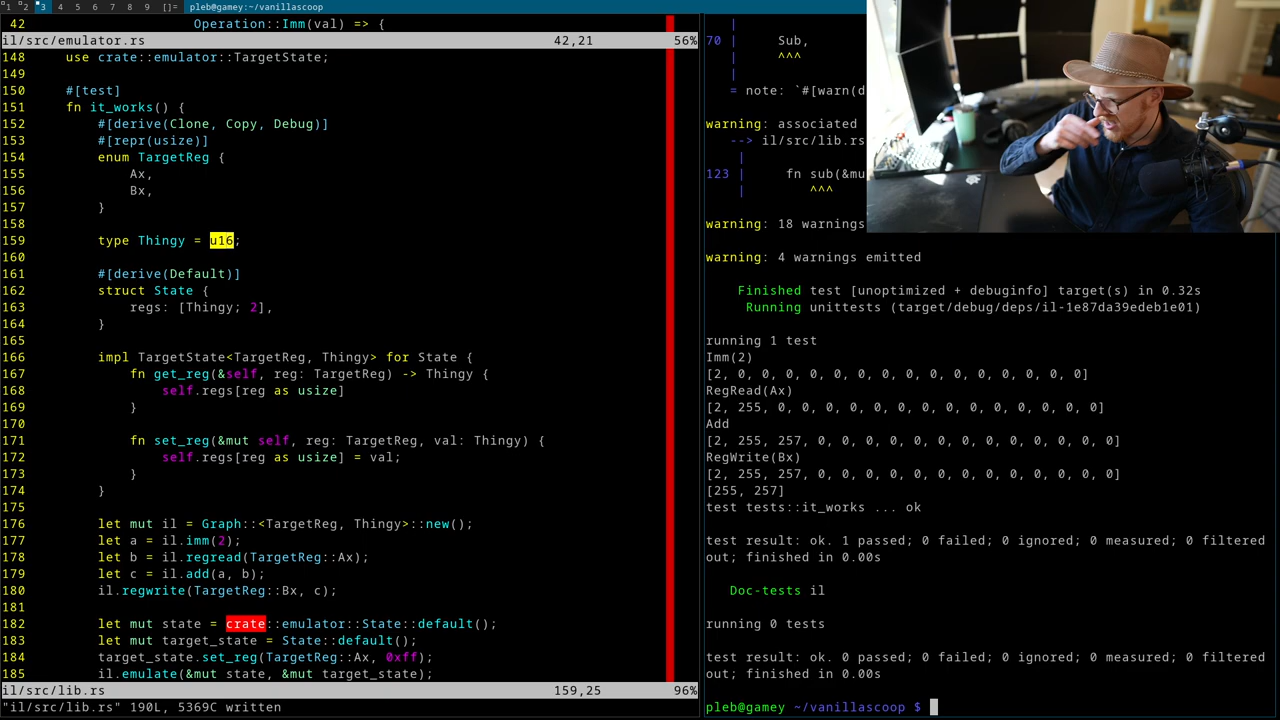 1 2 3 4 5 6 7 8 9 []= pleb@gamey:~/vanillascoop
42 Operation::Imm(val) => {
il/src/emulator.rs 42,21 56%
148 use crate::emulator::TargetState;
149
150 #[test]
151 fn it_works() {
152 #[derive(Clone, Copy, Debug)]
153 #[repr(usize)]
154 enum TargetReg {
155 Ax,
156 Bx,
157 }
158
159 type Thingy = u16;
160
161 #[derive(Default)]
162 struct State {
163 regs: [Thingy; 2],
164 }
165
166 impl TargetState<TargetReg, Thingy> for State {
167 fn get_reg(&self, reg: TargetReg) -> Thingy {
168 self.regs[reg as usize]
169 }
170
171 fn set_reg(&mut self, reg: TargetReg, val: Thingy) {
172 self.regs[reg as usize] = val;
173 }
174 }
175
176 let mut il = Graph::<TargetReg, Thingy>::new();
177 let a = il.imm(2);
178 let b = il.regread(TargetReg::Ax);
179 let c = il.add(a, b);
180 il.regwrite(TargetReg::Bx, c);
181
182 let mut state = crate::emulator::State::default();
183 let mut target_state = State::default();
184 target_state.set_reg(TargetReg::Ax, 0xff);
185 il.emulate(&mut state, &mut target_state);
il/src/lib.rs 159,25 96%
"il/src/lib.rs" 190L, 5369C written
|
70 | Sub,
| ^^^
|
= note: `#[warn(d
warning: associated
--> il/src/lib.rs
|
123 | fn sub(&mu
| ^^^
warning: 18 warnings
warning: 4 warnings emitted
Finished test [unoptimized + debuginfo] target(s) in 0.32s
Running unittests (target/debug/deps/il-1e87da39edeb1e01)
running 1 test
Imm(2)
[2, 0, 0, 0, 0, 0, 0, 0, 0, 0, 0, 0, 0, 0, 0, 0]
RegRead(Ax)
[2, 255, 0, 0, 0, 0, 0, 0, 0, 0, 0, 0, 0, 0, 0, 0]
Add
[2, 255, 257, 0, 0, 0, 0, 0, 0, 0, 0, 0, 0, 0, 0, 0]
RegWrite(Bx)
[2, 255, 257, 0, 0, 0, 0, 0, 0, 0, 0, 0, 0, 0, 0, 0]
[255, 257]
test tests::it_works ... ok
test result: ok. 1 passed; 0 failed; 0 ignored; 0 measured; 0 filtered
out; finished in 0.00s
Doc-tests il
running 0 tests
test result: ok. 0 passed; 0 failed; 0 ignored; 0 measured; 0 filtered
out; finished in 0.00s
pleb@gamey ~/vanillascoop $